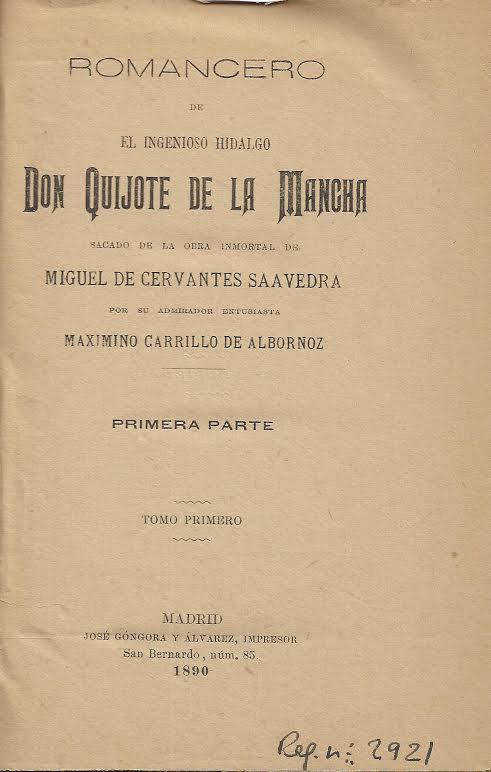 ROMANCERO
DE
EL INGENIOSO HIDALGO
DON QUIJOTE DE LA MANCHA
SACADO DE LA OBRA INMORTAL DE
MIGUEL DE CERVANTES SAAVEDRA
POR SU ADMIRADOR ENTUSIASTA
MAXIMINO CARRILLO DE ALBORNOZ
PRIMERA PARTE
TOMO PRIMERO
MADRID
JOSÉ GÓNGORA Y ÁLVAREZ, IMPRESOR
San Bernardo, núm. 85.
1890
Reg. n.: 2921